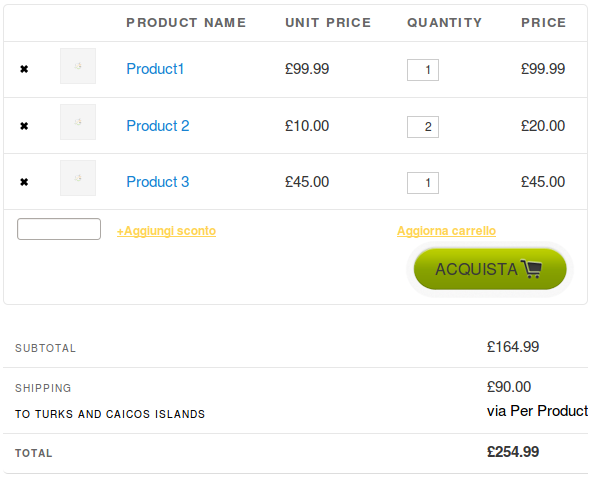 PRODUCT NAME UNIT PRICE QUANTITY PRICE
✖ Product1 £99.99 1 £99.99
✖ Product 2 £10.00 2 £20.00
✖ Product 3 £45.00 1 £45.00
+Aggiungi sconto Aggiorna carrello
ACQUISTA
SUBTOTAL £164.99
SHIPPING £90.00
TO TURKS AND CAICOS ISLANDS via Per Product
TOTAL £254.99